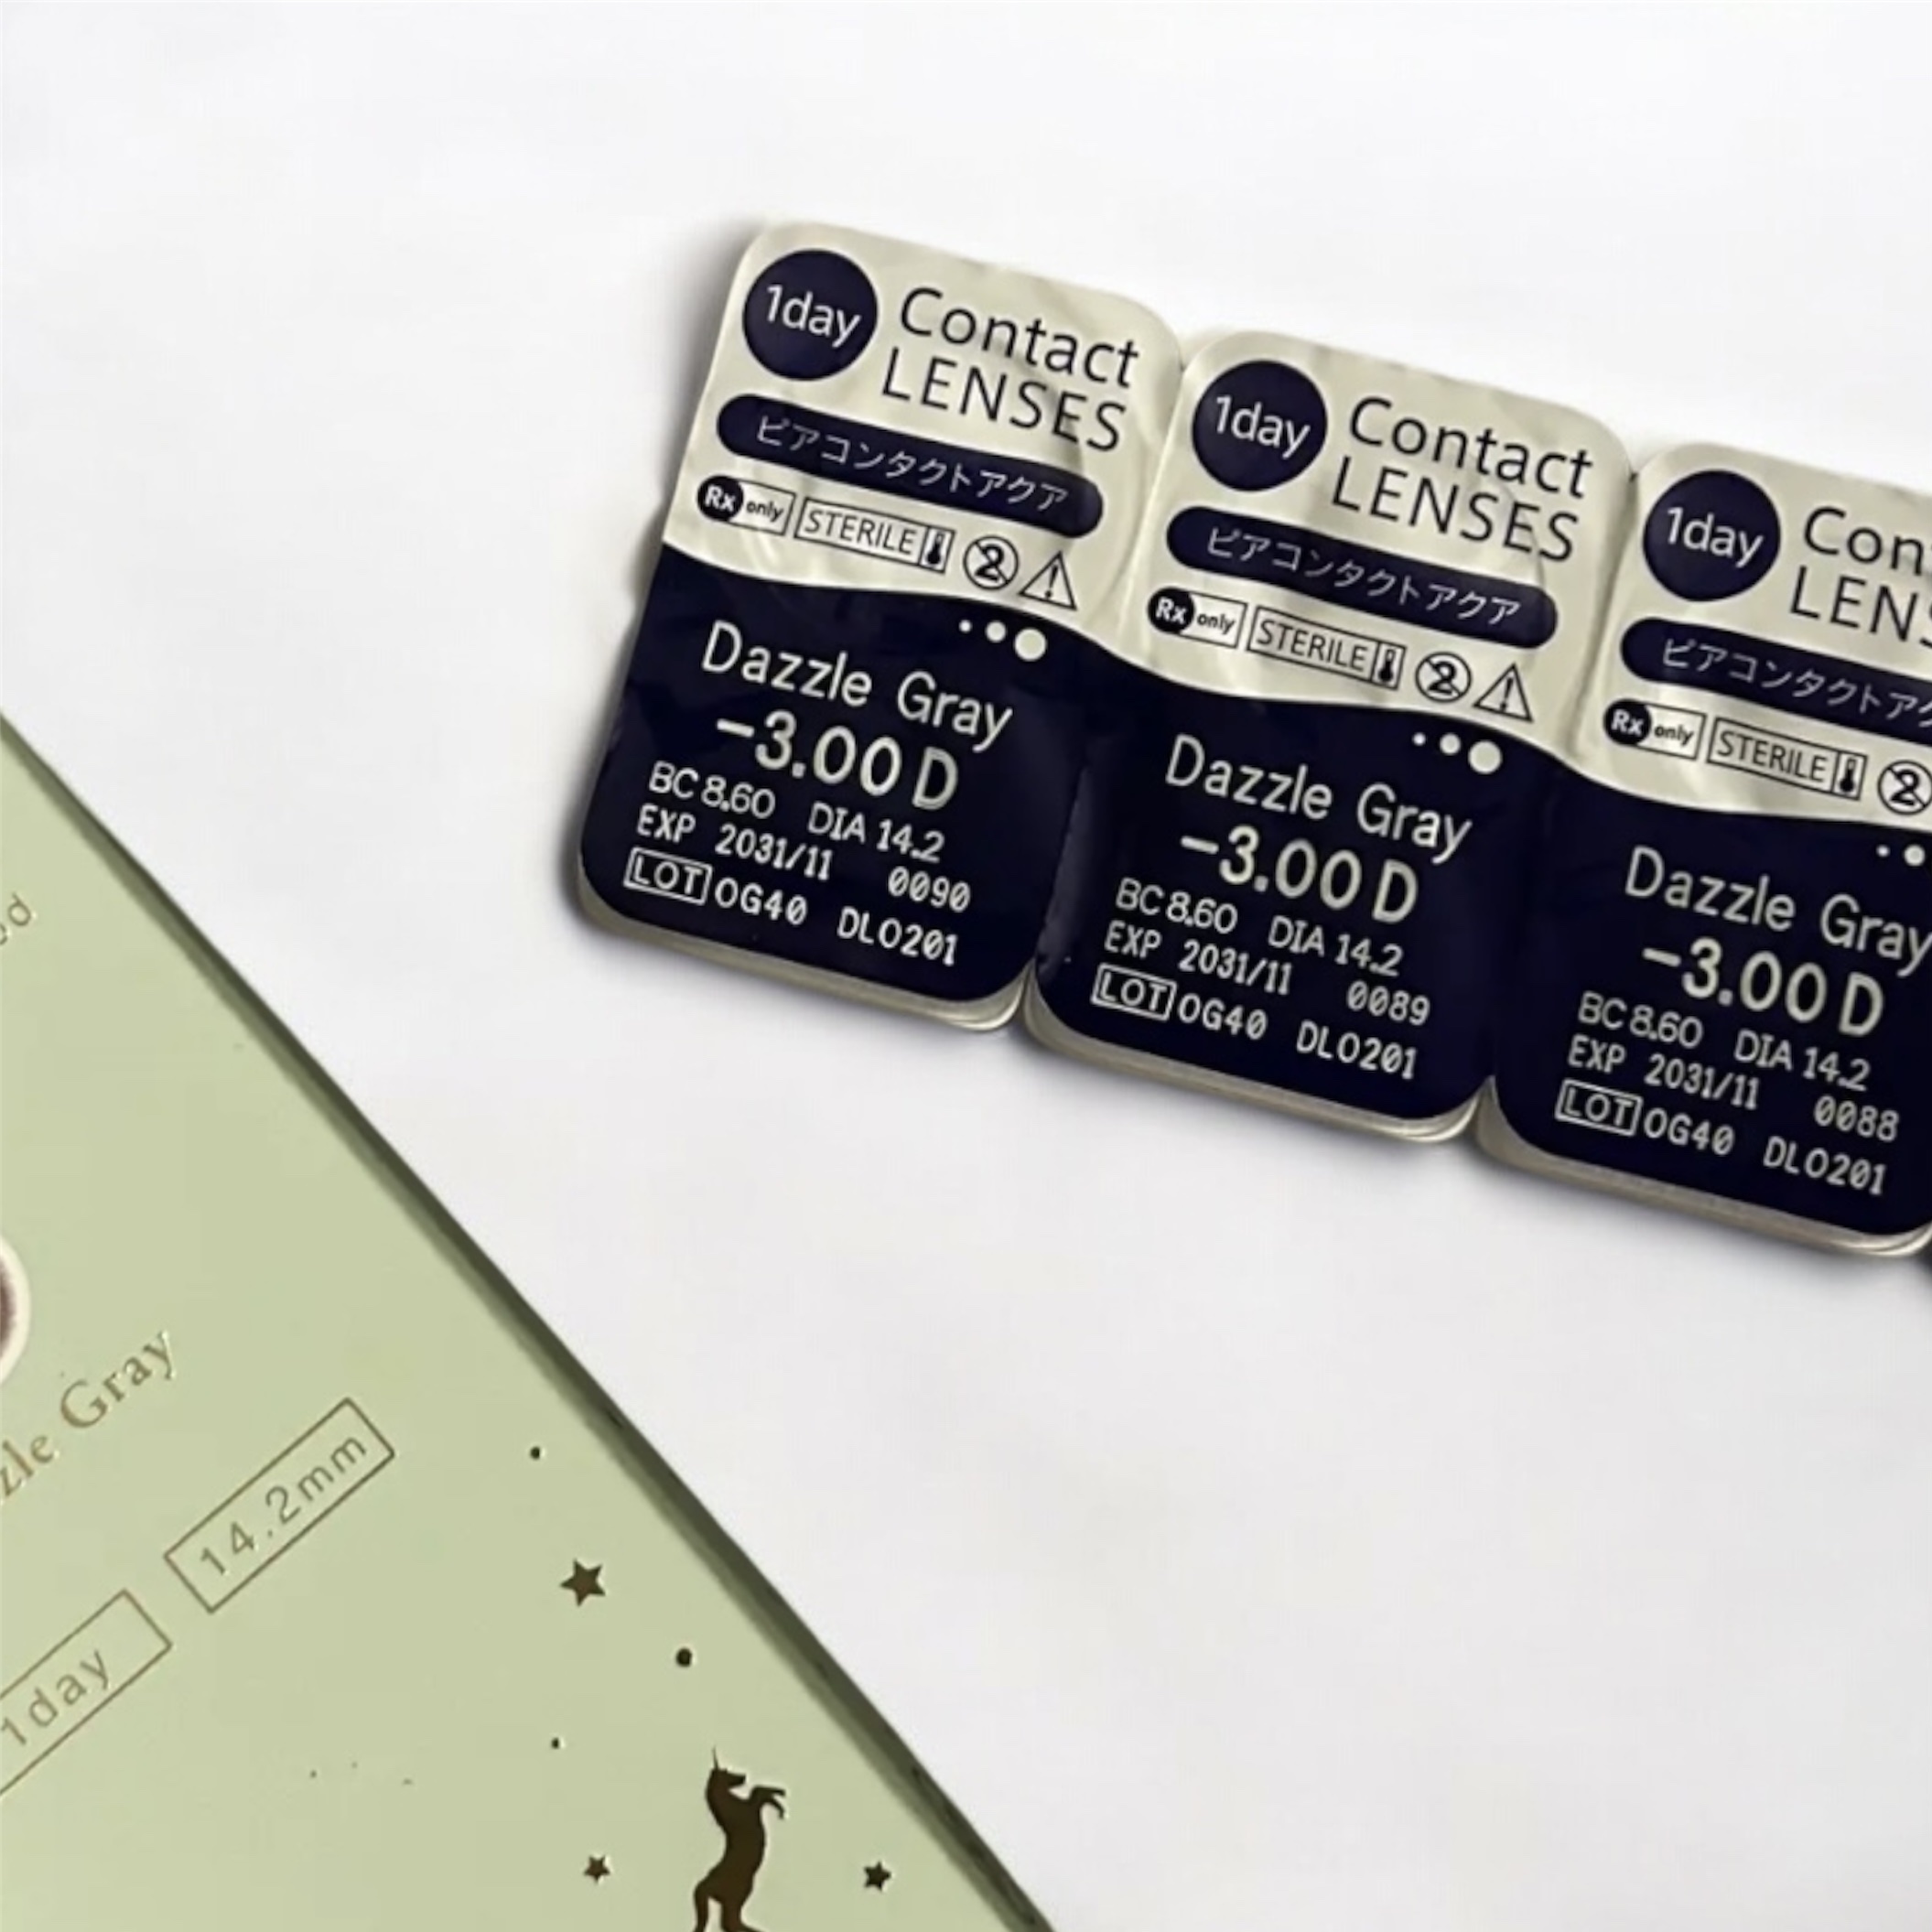 1day
Contact
LENSES
ピアコンタクトアクア
Rx only STERILE
Dazzle Gray
-3.00 D
BC 8.60 DIA 14.2
EXP 2031/11 0090
LOT OG40 DLO201
1day
Contact
LENSES
ピアコンタクトアクア
Rx only STERILE
Dazzle Gray
-3.00 D
BC 8.60 DIA 14.2
EXP 2031/11 0089
LOT OG40 DLO201
1day
Con
LENS
ピアコンタクトア
Rx only STERILE
Dazzle Gray
-3.00 D
BC 8.60 DIA 14.2
EXP 2031/11 0088
LOT OG40 DLO201
zle Gray
14.2mm
1day